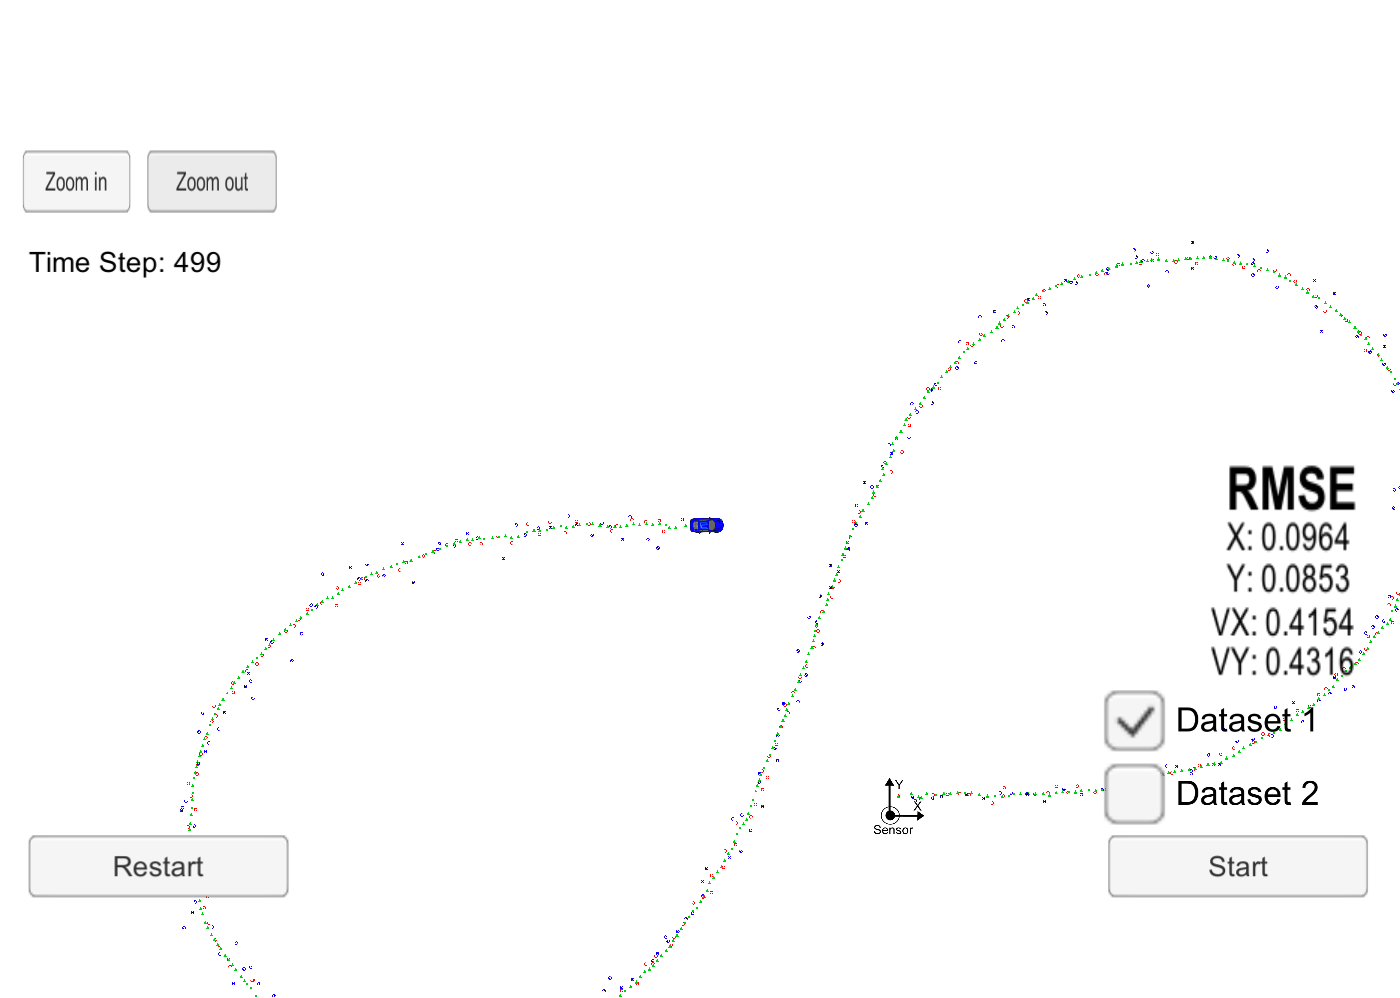 Zoom in
Zoom out
Time Step: 499
RMSE
X: 0.0964
Y: 0.0853
VX: 0.4154
VY: 0.4316
Dataset 1
Dataset 2
Y
X
Sensor
Restart
Start